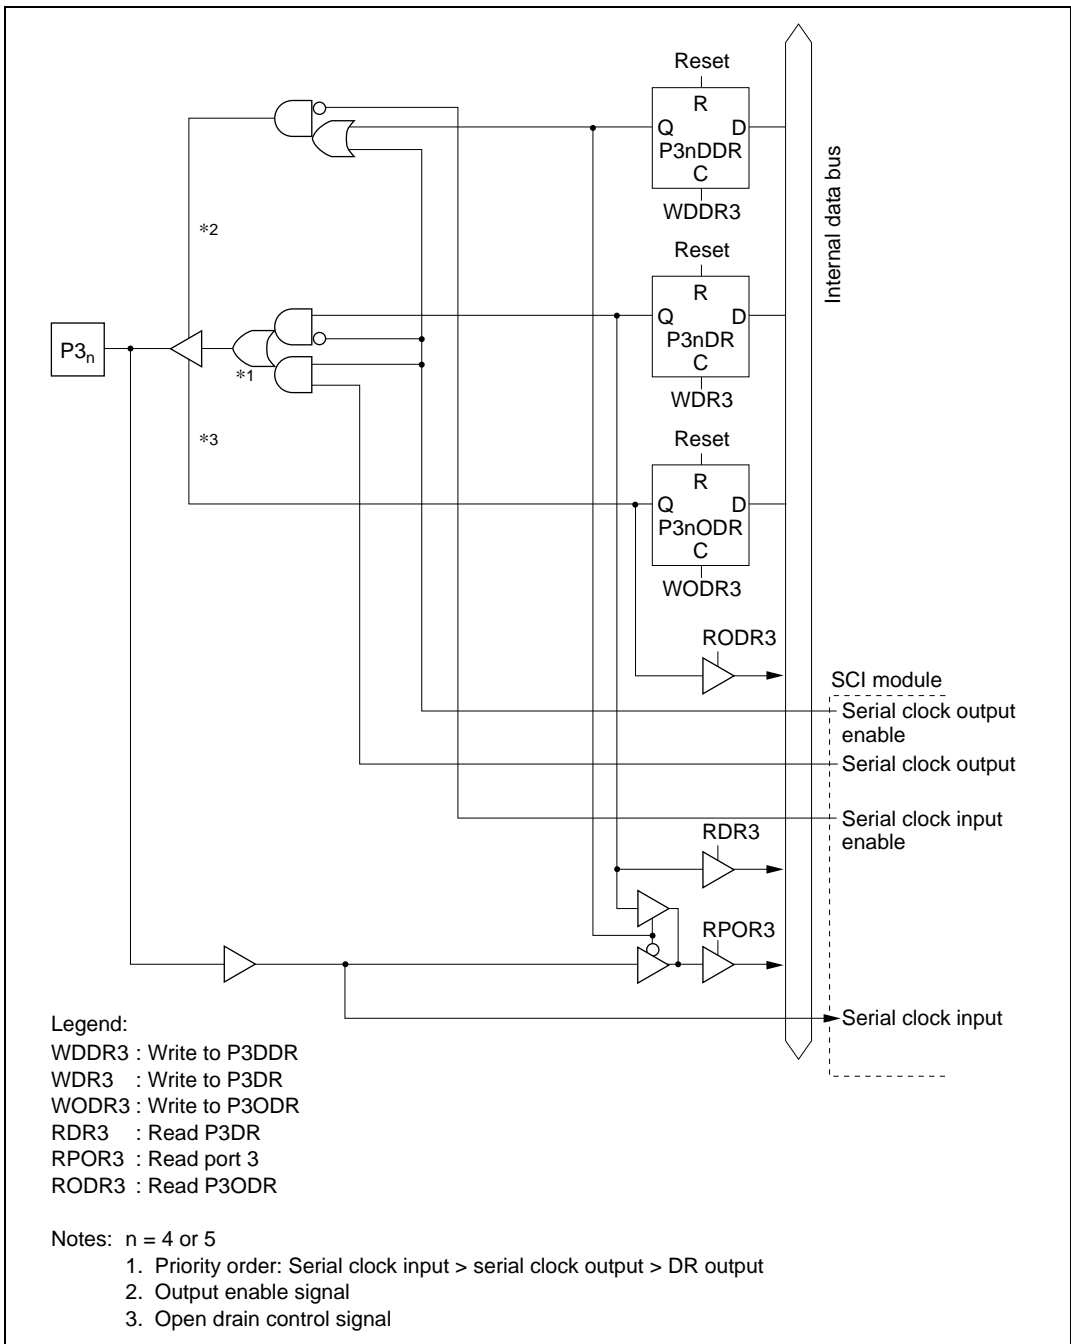 Reset
R
Q D
P3nDDR
C
WDDR3
Internal data bus
*2
Reset
R
Q D
P3nDR
C
WDR3
P3n
*1
*3
Reset
R
Q D
P3nODR
C
WODR3
RODR3
SCI module
Serial clock output
enable
Serial clock output
Serial clock input
enable
RDR3
RPOR3
Serial clock input
Legend:
WDDR3 : Write to P3DDR
WDR3 : Write to P3DR
WODR3 : Write to P3ODR
RDR3 : Read P3DR
RPOR3 : Read port 3
RODR3 : Read P3ODR
Notes: n = 4 or 5
1. Priority order: Serial clock input > serial clock output > DR output
2. Output enable signal
3. Open drain control signal